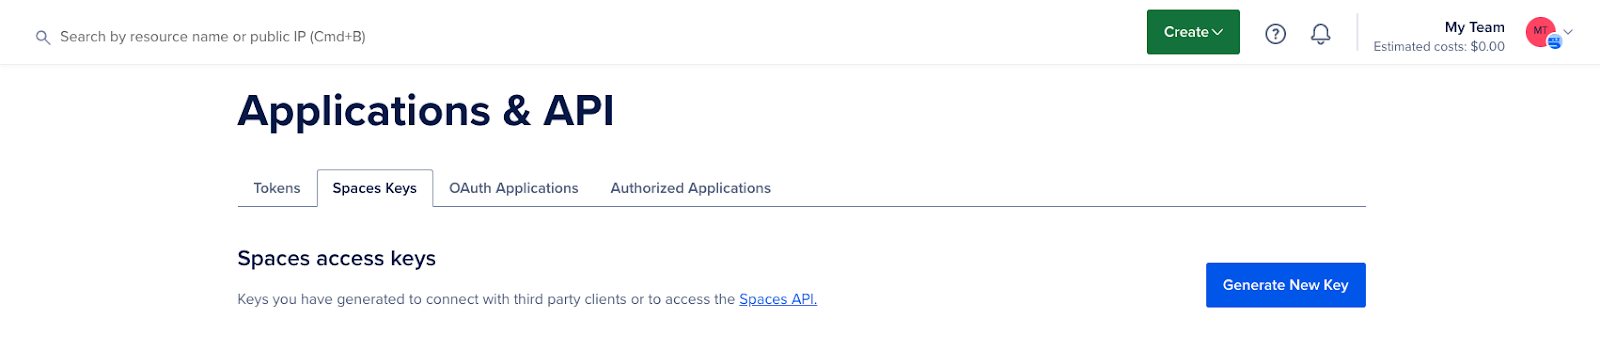 Search by resource name or public IP (Cmd+B)
Create
?
My Team
Estimated costs: $0.00
MT
Applications & API
Tokens
Spaces Keys
OAuth Applications
Authorized Applications
Spaces access keys
Keys you have generated to connect with third party clients or to access the Spaces API.
Generate New Key